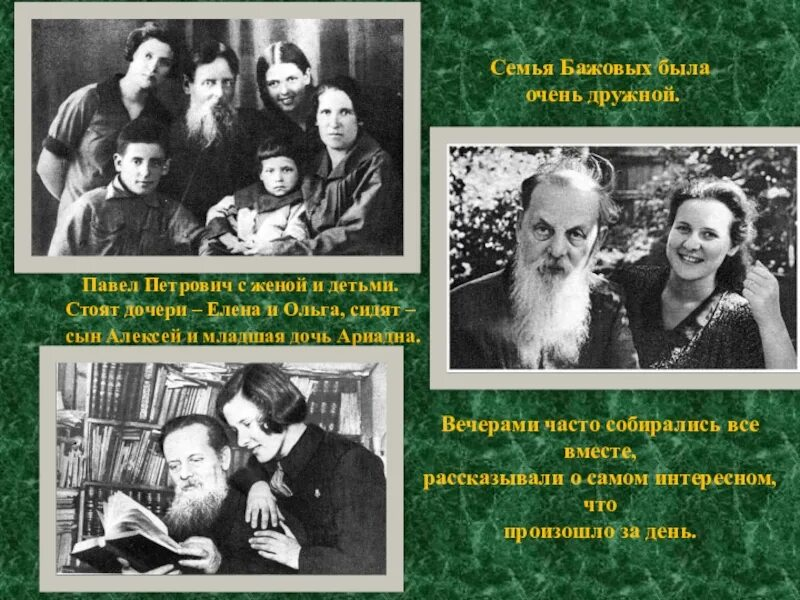 Семья Бажовых была
очень дружной.
Павел Петрович с женой и детьми.
Стоят дочери – Елена и Ольга, сидят –
сын Алексей и младшая дочь Ариадна.
Вечерами часто собирались все
вместе,
рассказывали о самом интересном,
что
произошло за день.